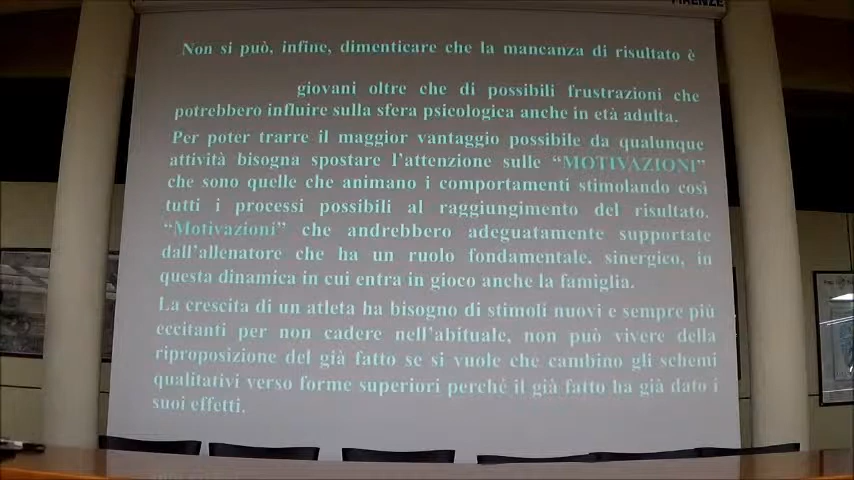 FIRENZE
Non si può, infine, dimenticare che la mancanza di risultato è
giovani oltre che di possibili frustrazioni che
potrebbero influire sulla sfera psicologica anche in età adulta.
Per poter trarre il maggior vantaggio possibile da qualunque
attività bisogna spostare l'attenzione sulle “MOTIVAZIONI”
che sono quelle che animano i comportamenti stimolando così
tutti i processi possibili al raggiungimento del risultato.
“Motivazioni” che andrebbero adeguatamente supportate
dall'allenatore che ha un ruolo fondamentale, sinergico, in
questa dinamica in cui entra in gioco anche la famiglia.
La crescita di un atleta ha bisogno di stimoli nuovi e sempre più
eccitanti per non cadere nell'abituale, non può vivere della
riproposizione del già fatto se si vuole che cambino gli schemi
qualitativi verso forme superiori perché il già fatto ha già dato i
suoi effetti.